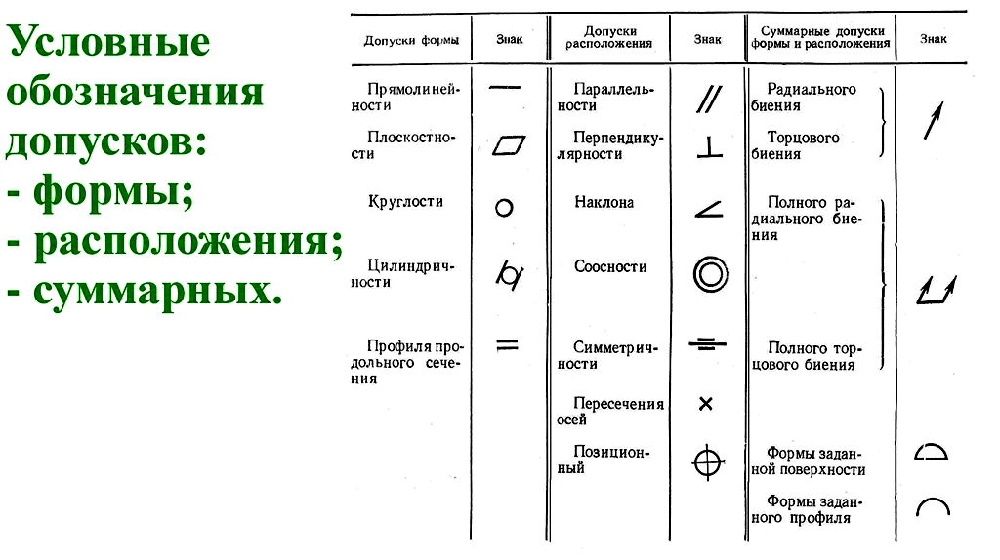 Условные
обозначения
допусков:
- формы;
- расположения;
- суммарных.
Допуски формы
Знак
Допуски
расположения
Знак
Суммарные допуски
формы и расположения
Знак
Прямолиней-
ности
Плоскостно-
сти
Круглости
Цилиндрич-
ности
Профиля про-
дольного сече-
ния
Параллель-
ности
Перпендику-
лярности
Наклона
Соосности
Симметрич-
ности
Пересечения
осей
Позицион-
ный
Радиального
биения
Торцового
биения
Полного ра-
диального бие-
ния
Полного тор-
цового биения
Формы задан-
ной поверхности
Формы задан-
ного профиля